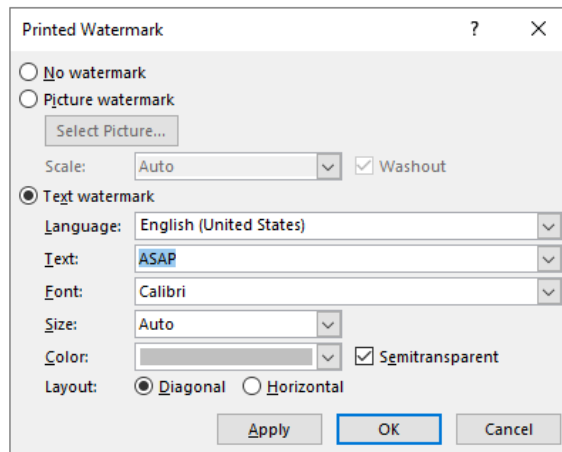 Printed Watermark ?
No watermark
Picture watermark
Select Picture...
Scale: Auto Washout
Text watermark
Language: English (United States)
Text: ASAP
Font: Calibri
Size: Auto
Color: Semitransparent
Layout: Diagonal Horizontal
Apply OK Cancel